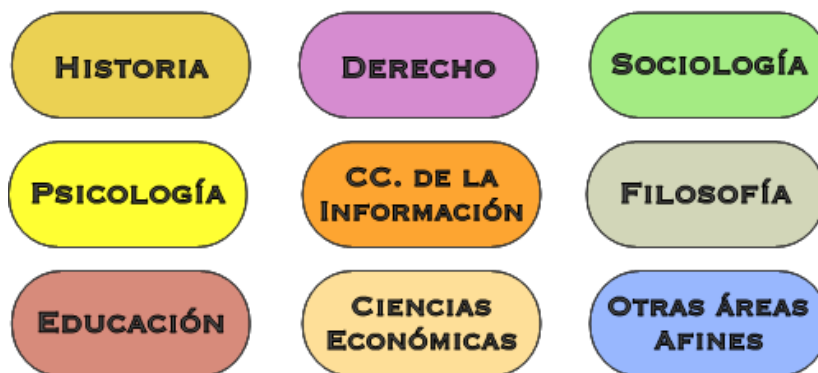 HISTORIA
DERECHO
SOCIOLOGÍA
PSICOLOGÍA
CC. DE LA
INFORMACIÓN
FILOSOFÍA
EDUCACIÓN
CIENCIAS
ECONÓMICAS
OTRAS ÁREAS
AFINES